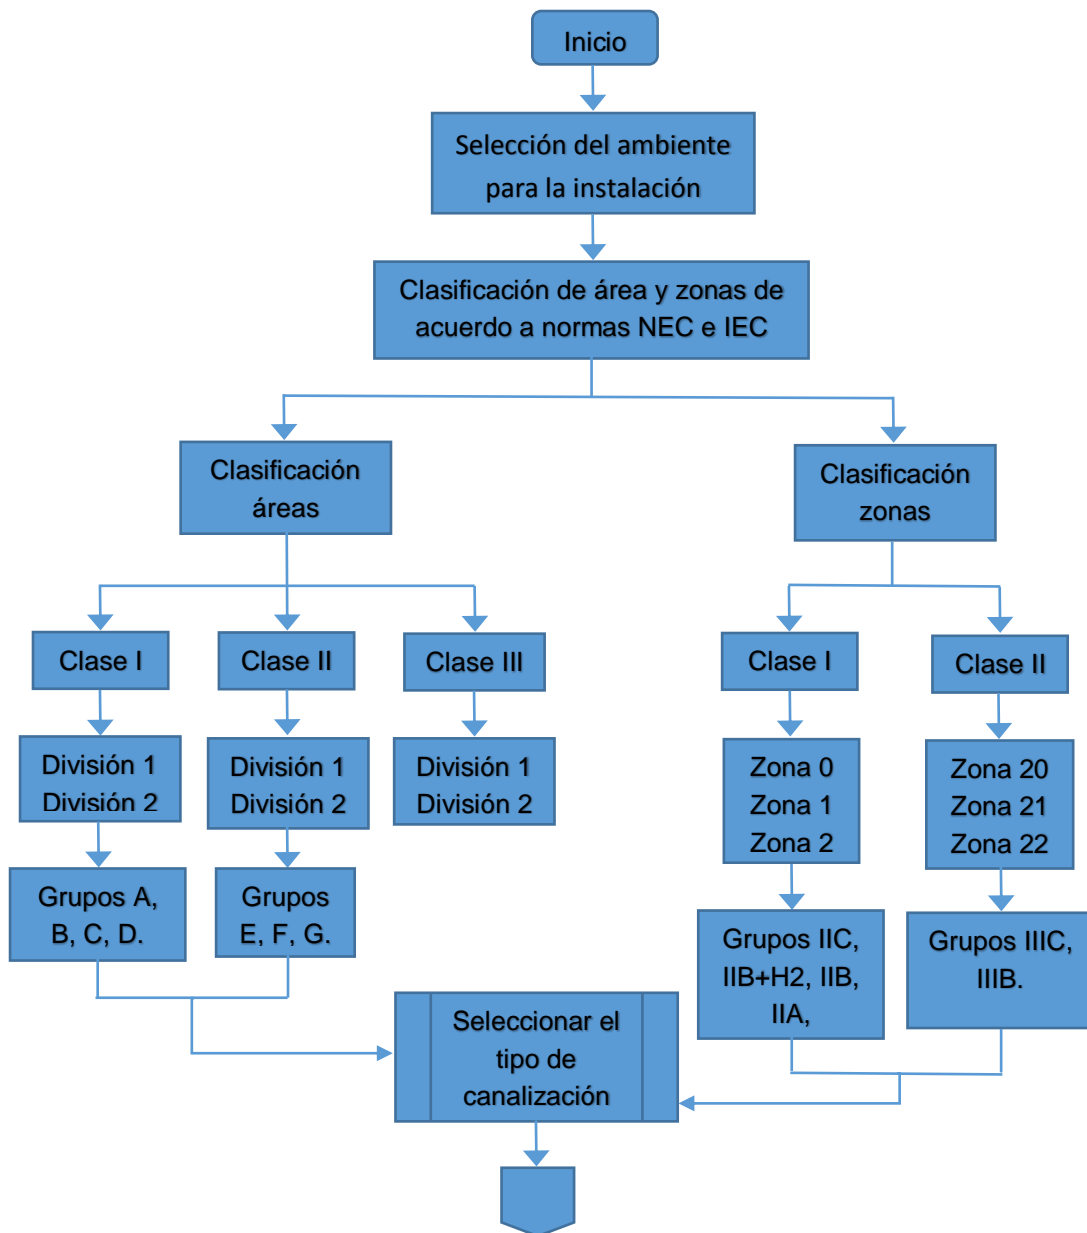 Inicio
Selección del ambiente
para la instalación
Clasificación de área y zonas de
acuerdo a normas NEC e IEC
Clasificación
áreas
Clasificación
zonas
Clase I
Clase II
Clase III
Clase I
Clase II
División 1
División 2
División 1
División 2
División 1
División 2
Zona 0
Zona 1
Zona 2
Zona 20
Zona 21
Zona 22
Grupos A,
B, C, D.
Grupos
E, F, G.
Grupos IIC,
IIB+H2, IIB,
IIA,
Grupos IIIC,
IIIB.
Seleccionar el
tipo de
canalización